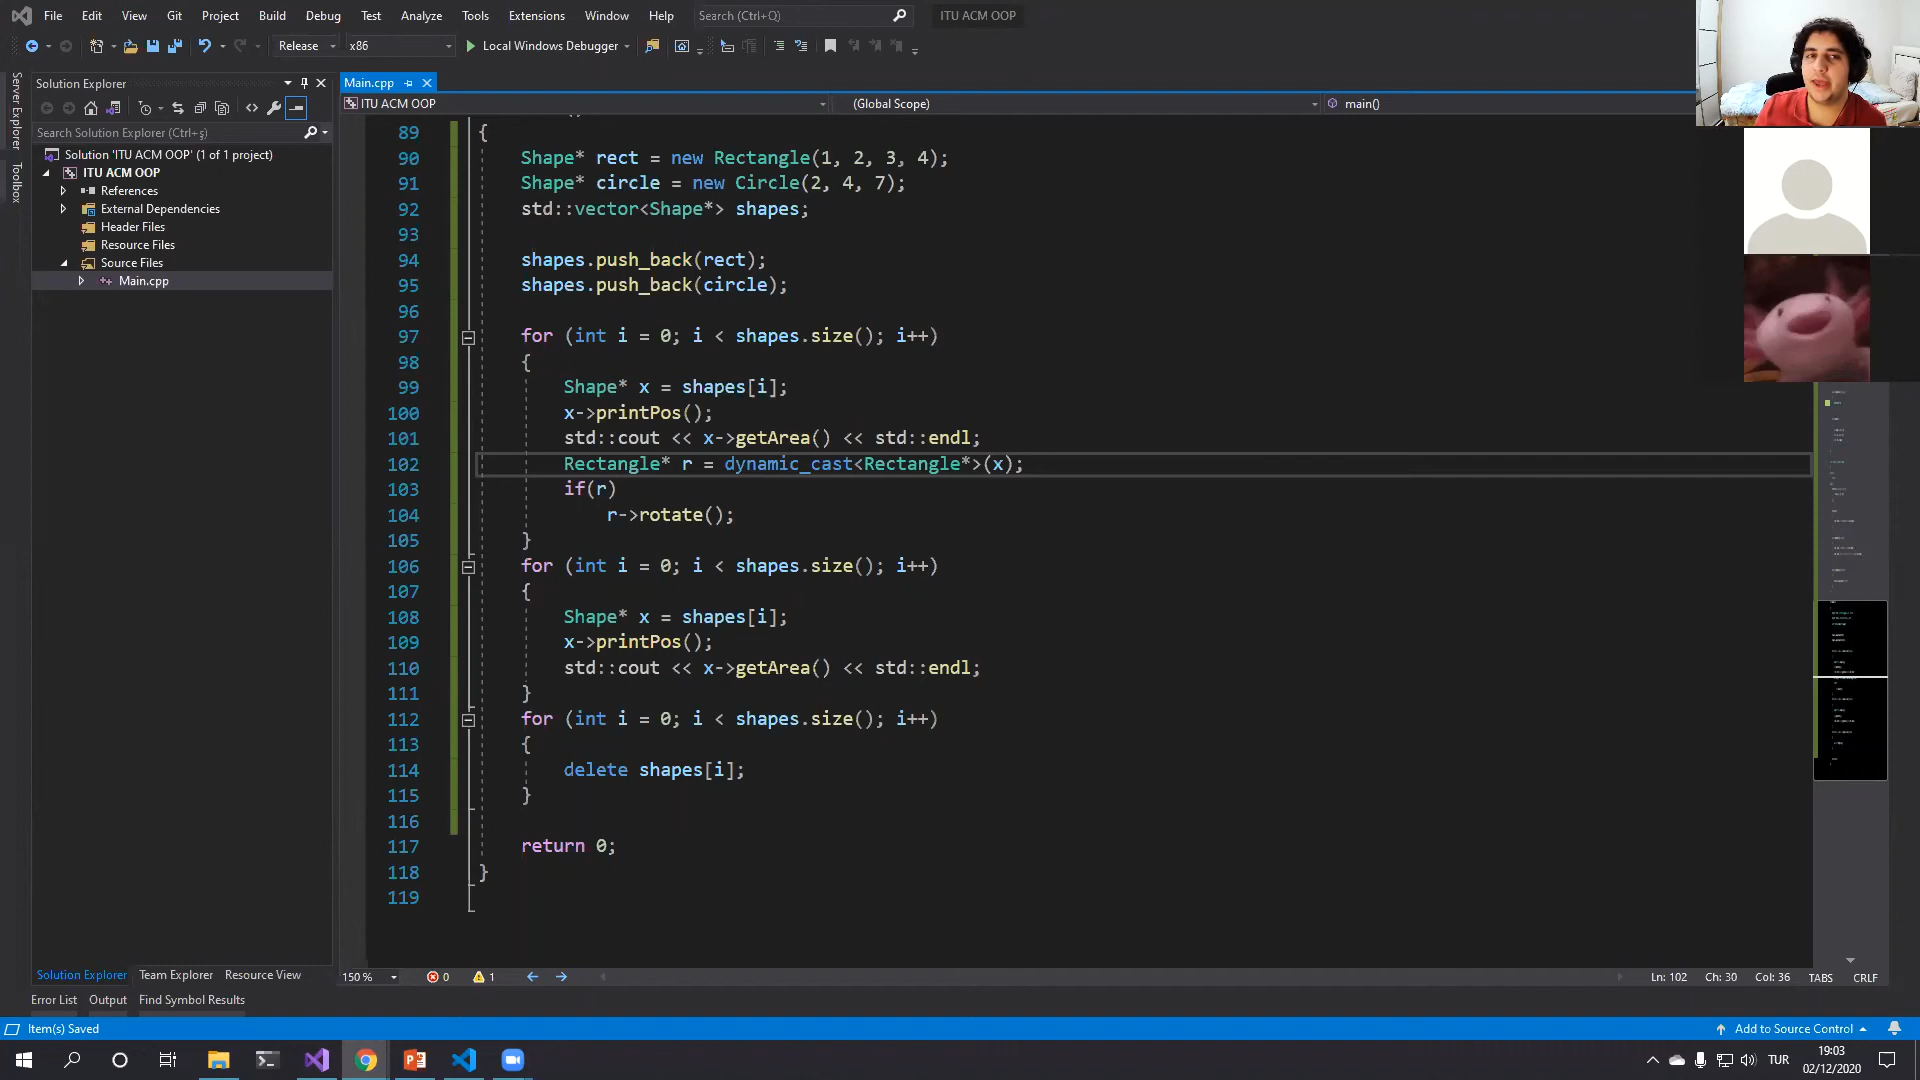 File Edit View Git Project Build Debug Test Analyze Tools Extensions Window Help Search (Ctrl+Q) ITU ACM OOP
Release x86 Local Windows Debugger
Server Explorer
Toolbox
Solution Explorer
Search Solution Explorer (Ctrl+ş)
Solution 'ITU ACM OOP' (1 of 1 project)
ITU ACM OOP
References
External Dependencies
Header Files
Resource Files
Source Files
Main.cpp
Solution Explorer Team Explorer Resource View
Main.cpp
ITU ACM OOP (Global Scope) main()
89 {
90 Shape* rect = new Rectangle(1, 2, 3, 4);
91 Shape* circle = new Circle(2, 4, 7);
92 std::vector<Shape*> shapes;
93
94 shapes.push_back(rect);
95 shapes.push_back(circle);
96
97 for (int i = 0; i < shapes.size(); i++)
98 {
99 Shape* x = shapes[i];
100 x->printPos();
101 std::cout << x->getArea() << std::endl;
102 Rectangle* r = dynamic_cast<Rectangle*>(x);
103 if(r)
104 r->rotate();
105 }
106 for (int i = 0; i < shapes.size(); i++)
107 {
108 Shape* x = shapes[i];
109 x->printPos();
110 std::cout << x->getArea() << std::endl;
111 }
112 for (int i = 0; i < shapes.size(); i++)
113 {
114 delete shapes[i];
115 }
116
117 return 0;
118 }
119
150 % 0 1 Ln: 102 Ch: 30 Col: 36 TABS CRLF
Error List Output Find Symbol Results
Item(s) Saved Add to Source Control
TUR 19:03
02/12/2020